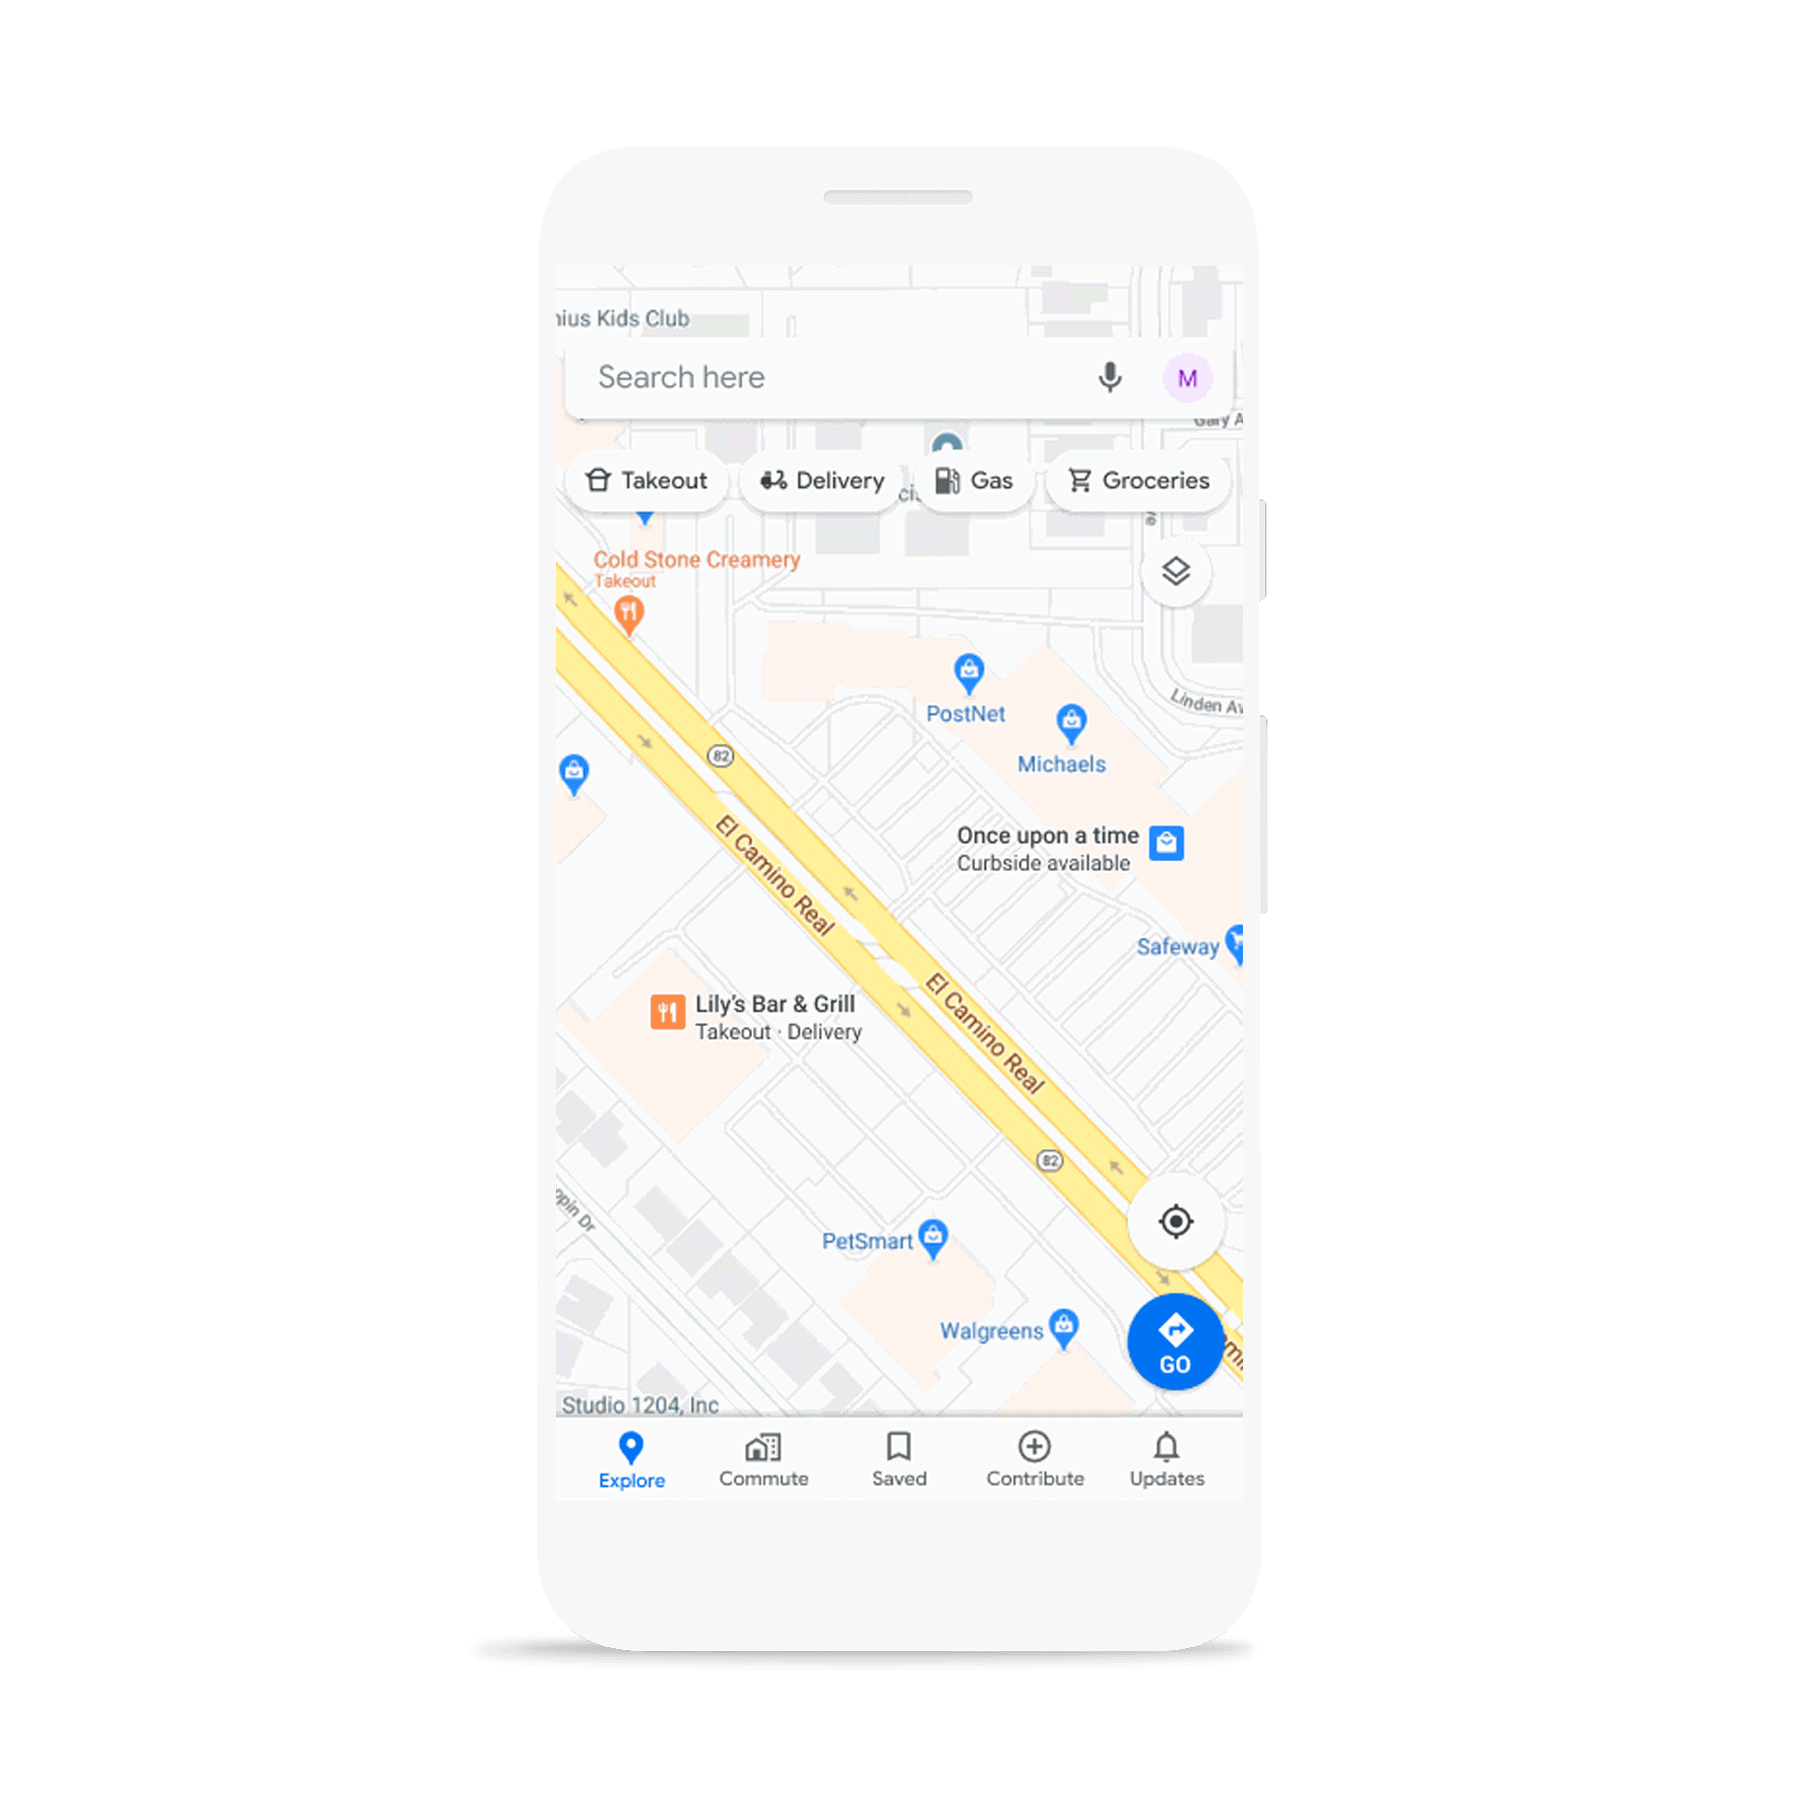 Kids Club
Search here
M
Gary A
Takeout
Delivery
Gas
Groceries
Cold Stone Creamery
Takeout
PostNet
Linden Av
Michaels
82
El Camino Real
Once upon a time
Curbside available
Safeway
Lily's Bar & Grill
Takeout · Delivery
El Camino Real
82
PetSmart
Walgreens
GO
Studio 1204, Inc
Explore
Commute
Saved
Contribute
Updates